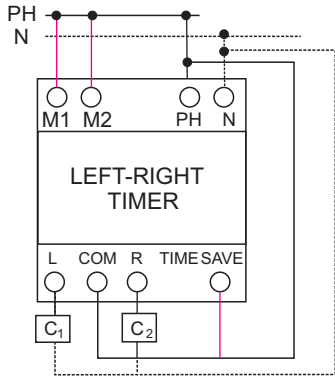 PH
N
M1 M2 PH N
LEFT-RIGHT
TIMER
L COM R TIME SAVE
C1 C2